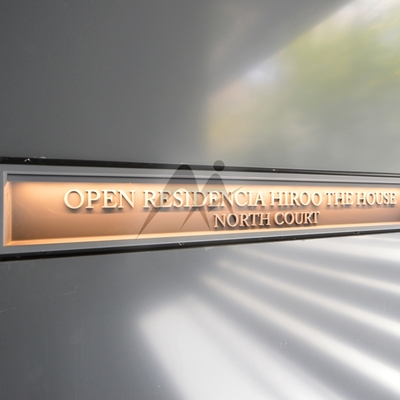 OPEN RESIDENCIA HIROO THE HOUSE
NORTH COURT